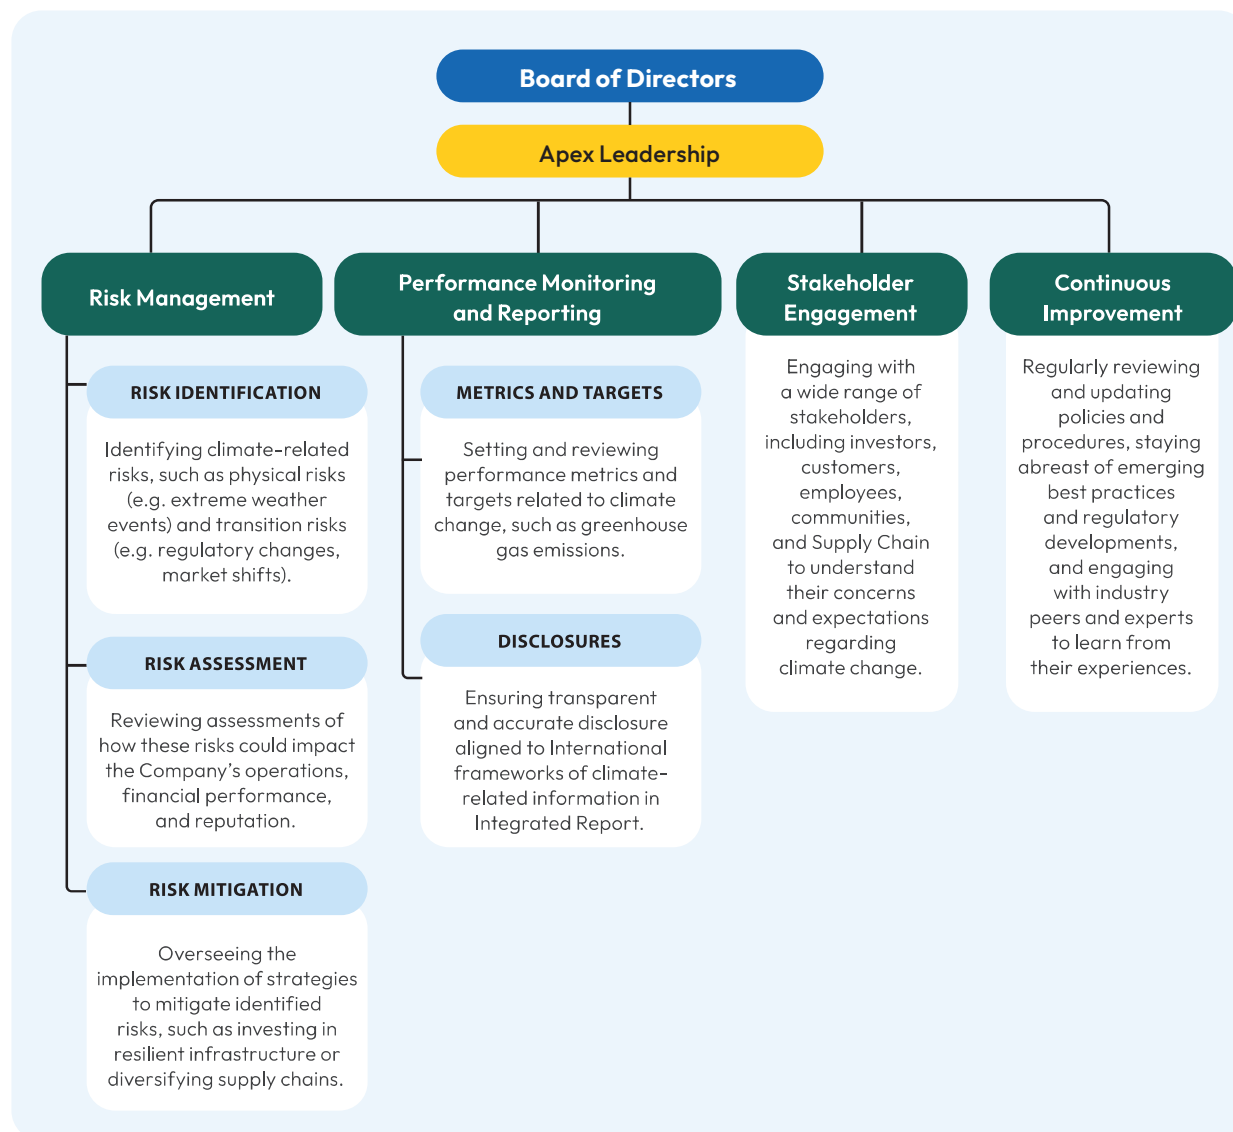 Board of Directors
Apex Leadership
Risk Management
RISK IDENTIFICATION
Identifying climate-related
risks, such as physical risks
(e.g. extreme weather
events) and transition risks
(e.g. regulatory changes,
market shifts).
RISK ASSESSMENT
Reviewing assessments of
how these risks could impact
the Company’s operations,
financial performance,
and reputation.
RISK MITIGATION
Overseeing the
implementation of strategies
to mitigate identified
risks, such as investing in
resilient infrastructure or
diversifying supply chains.
Performance Monitoring
and Reporting
METRICS AND TARGETS
Setting and reviewing
performance metrics and
targets related to climate
change, such as greenhouse
gas emissions.
DISCLOSURES
Ensuring transparent
and accurate disclosure
aligned to International
frameworks of climate-
related information in
Integrated Report.
Stakeholder
Engagement
Engaging with
a wide range of
stakeholders,
including investors,
customers,
employees,
communities,
and Supply Chain
to understand
their concerns
and expectations
regarding
climate change.
Continuous
Improvement
Regularly reviewing
and updating
policies and
procedures, staying
abreast of emerging
best practices
and regulatory
developments,
and engaging
with industry
peers and experts
to learn from
their experiences.